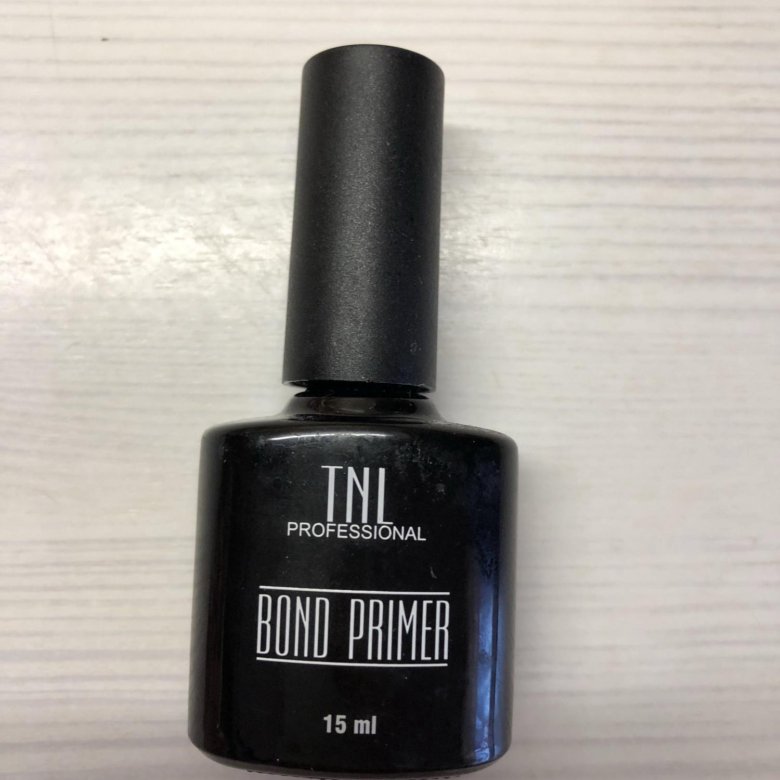 TNL
PROFESSIONAL
BOND PRIMER
15 ml